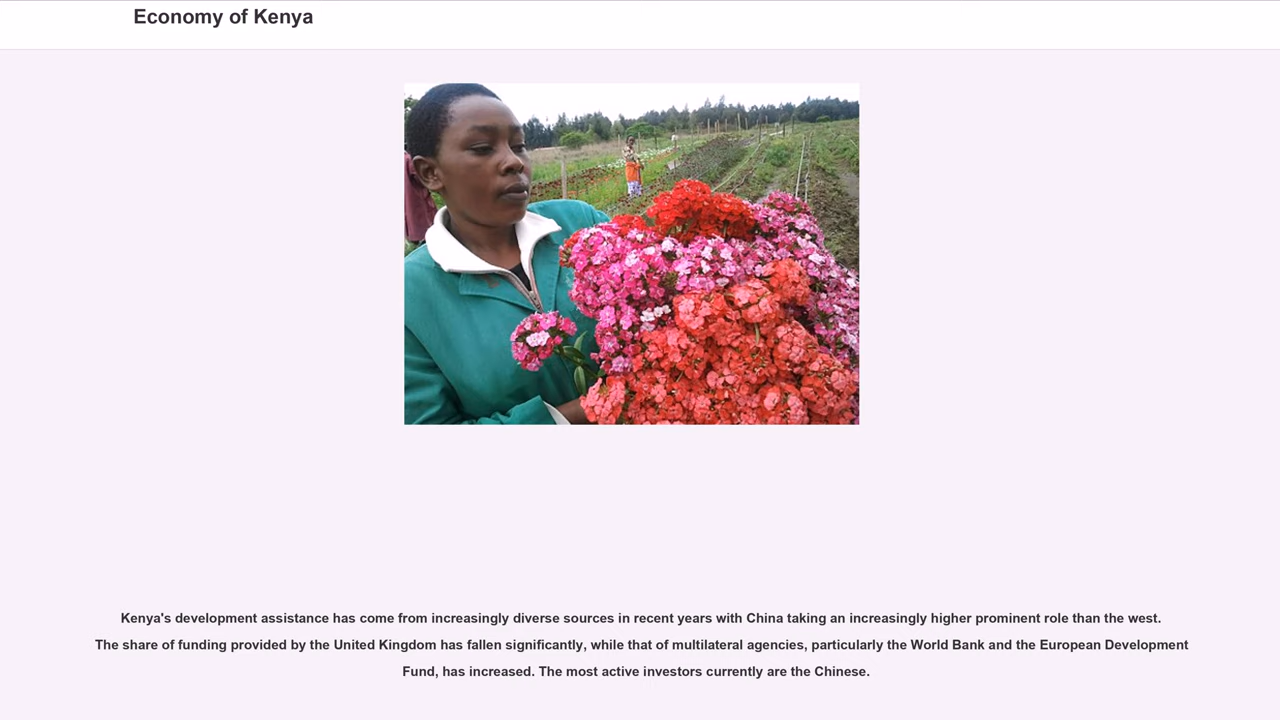 Economy of Kenya
Kenya's development assistance has come from increasingly diverse sources in recent years with China taking an increasingly higher prominent role than the west.
The share of funding provided by the United Kingdom has fallen significantly, while that of multilateral agencies, particularly the World Bank and the European Development
Fund, has increased. The most active investors currently are the Chinese.